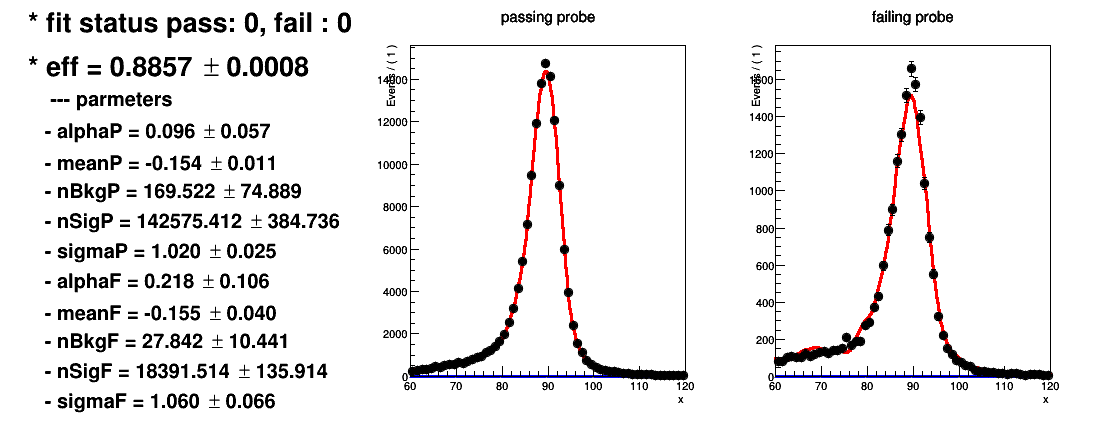 * fit status pass: 0, fail : 0
* eff = 0.8857 ± 0.0008
--- parmeters
- alphaP = 0.096 ± 0.057
- meanP = -0.154 ± 0.011
- nBkgP = 169.522 ± 74.889
- nSigP = 142575.412 ± 384.736
- sigmaP = 1.020 ± 0.025
- alphaF = 0.218 ± 0.106
- meanF = -0.155 ± 0.040
- nBkgF = 27.842 ± 10.441
- nSigF = 18391.514 ± 135.914
- sigmaF = 1.060 ± 0.066
passing probe
Events / ( 1 )
14000
12000
10000
8000
6000
4000
2000
0
60 70 80 90 100 110 120
x
failing probe
Events / ( 1 )
1600
1400
1200
1000
800
600
400
200
0
60 70 80 90 100 110 120
x